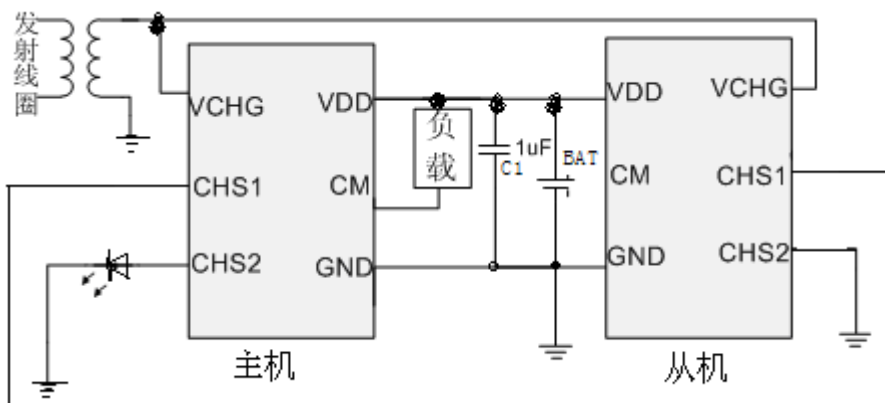 发射线圈
VCHG
VDD
负载
CHS1
CM
CHS2
GND
1uF
C1
BAT
VDD
VCHG
CM
CHS1
GND
CHS2
主机
从机